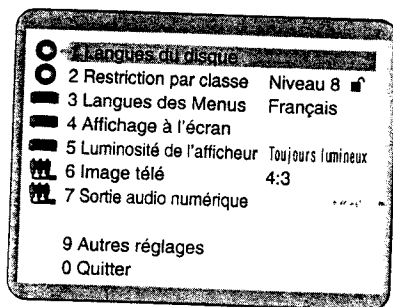 1 Langues du disque
2 Restriction par classe Niveau 8
3 Langues des Menus Français
4 Affichage à l'écran
5 Luminosité de l'afficheur Toujours lumineux
6 Image télé 4:3
7 Sortie audio numérique
9 Autres réglages
0 Quitter